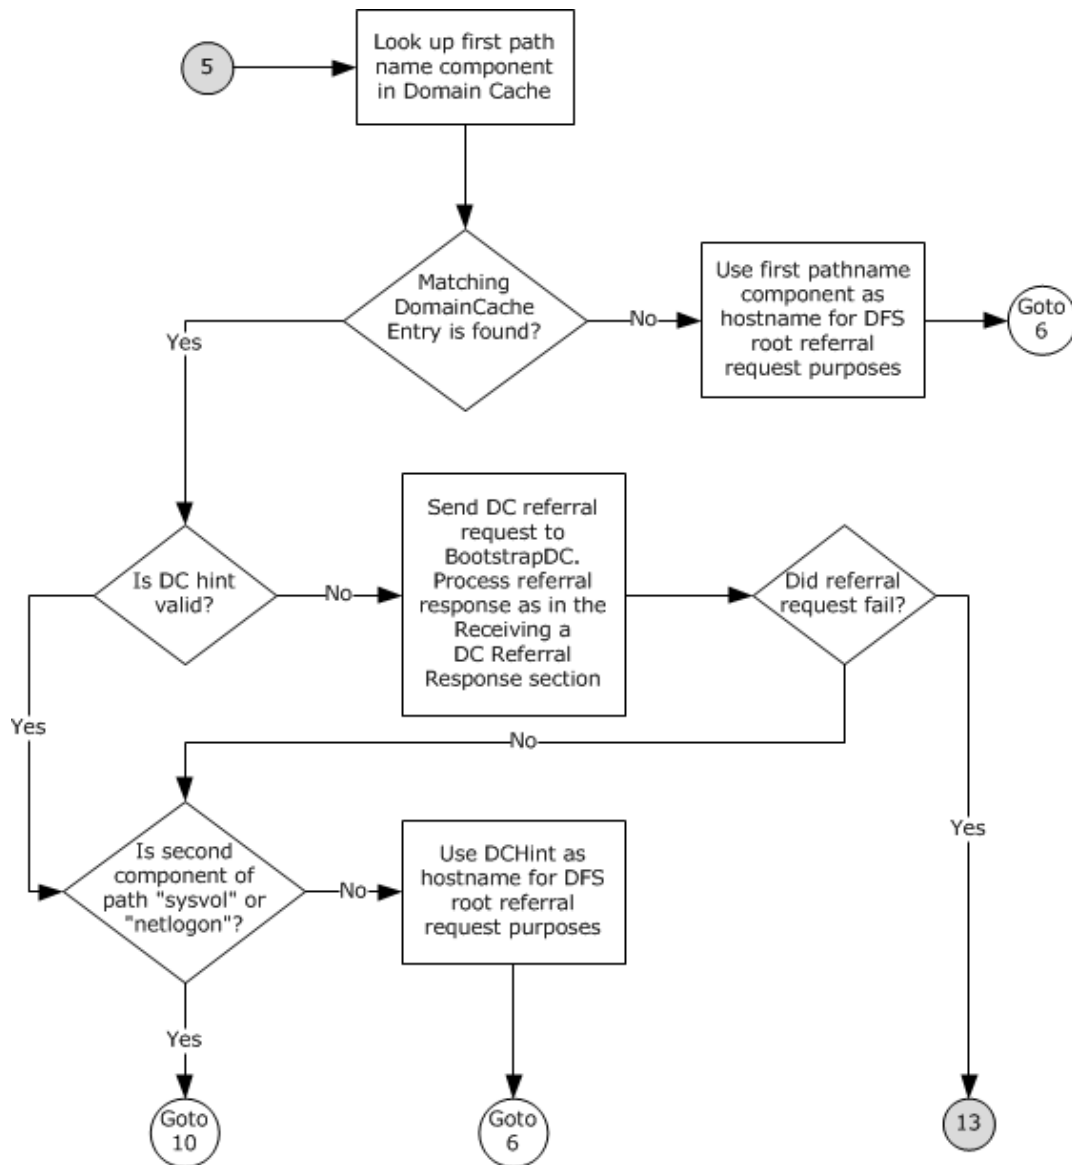 5
Look up first path
name component
in Domain Cache
Matching
DomainCache
Entry is found?
Yes
No
Use first pathname
component as
hostname for DFS
root referral
request purposes
Goto
6
Is DC hint
valid?
No
Send DC referral
request to
BootstrapDC.
Process referral
response as in the
Receiving a
DC Referral
Response section
Did referral
request fail?
Yes
No
Yes
Is second
component of
path "sysvol" or
"netlogon"?
No
Use DCHint as
hostname for DFS
root referral
request purposes
Yes
Goto
10
Goto
6
13